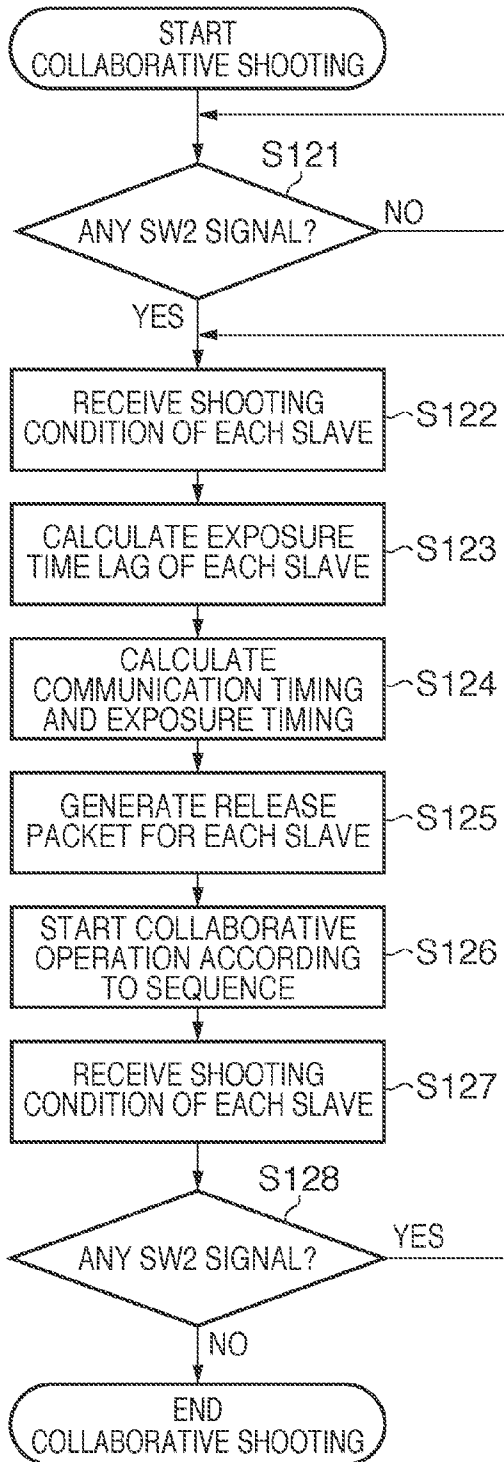 START
COLLABORATIVE SHOOTING
S121
ANY SW2 SIGNAL?
NO
YES
RECEIVE SHOOTING
CONDITION OF EACH SLAVE
S122
CALCULATE EXPOSURE
TIME LAG OF EACH SLAVE
S123
CALCULATE
COMMUNICATION TIMING
AND EXPOSURE TIMING
S124
GENERATE RELEASE
PACKET FOR EACH SLAVE
S125
START COLLABORATIVE
OPERATION ACCORDING
TO SEQUENCE
S126
RECEIVE SHOOTING
CONDITION OF EACH SLAVE
S127
S128
ANY SW2 SIGNAL?
YES
NO
END
COLLABORATIVE SHOOTING